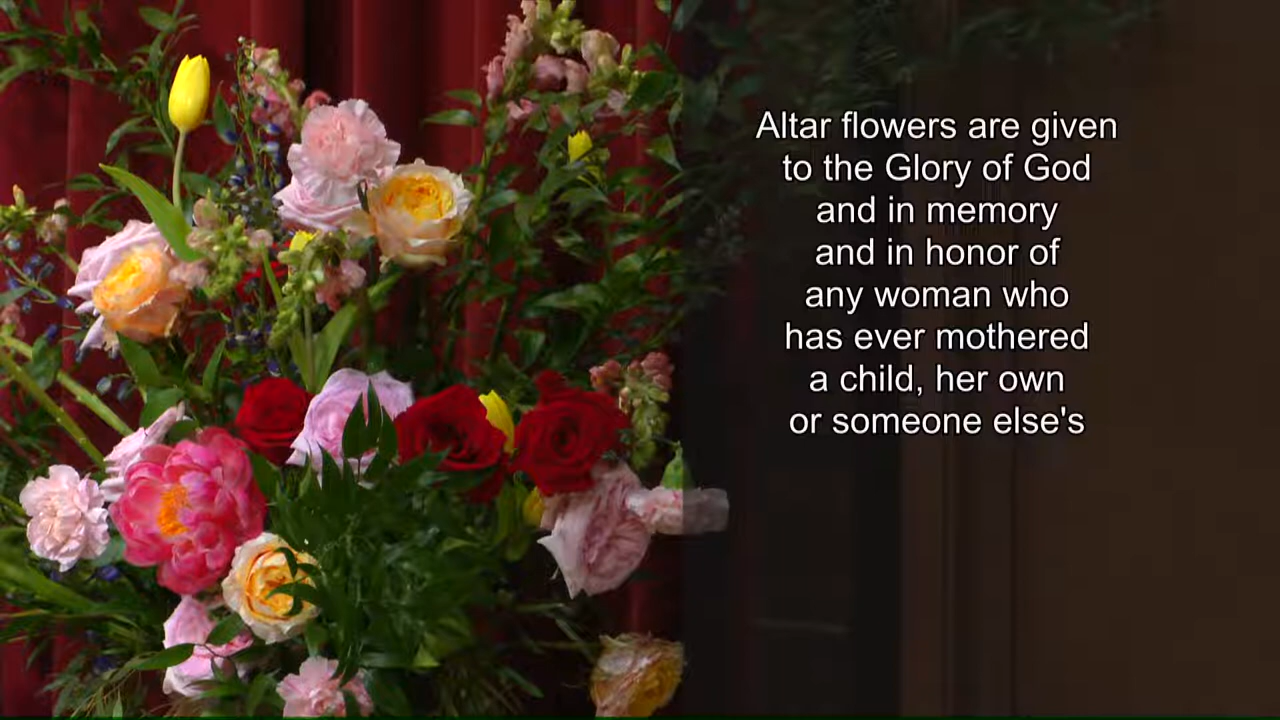 Altar flowers are given
to the Glory of God
and in memory
and in honor of
any woman who
has ever mothered
a child, her own
or someone else's